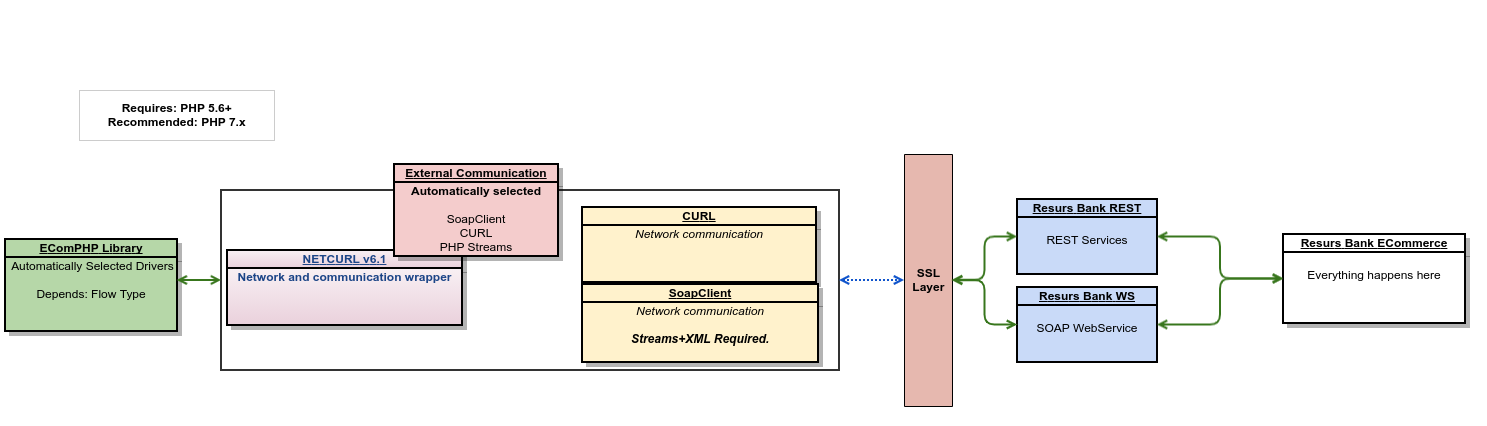 Requires: PHP 5.6+
Recommended: PHP 7.x
EComPHP Library
Automatically Selected Drivers
Depends: Flow Type
External Communication
Automatically selected
SoapClient
CURL
PHP Streams
NETCURL v6.1
Network and communication wrapper
CURL
Network communication
SoapClient
Network communication
Streams+XML Required.
SSL
Layer
Resurs Bank REST
REST Services
Resurs Bank WS
SOAP WebService
Resurs Bank ECommerce
Everything happens here